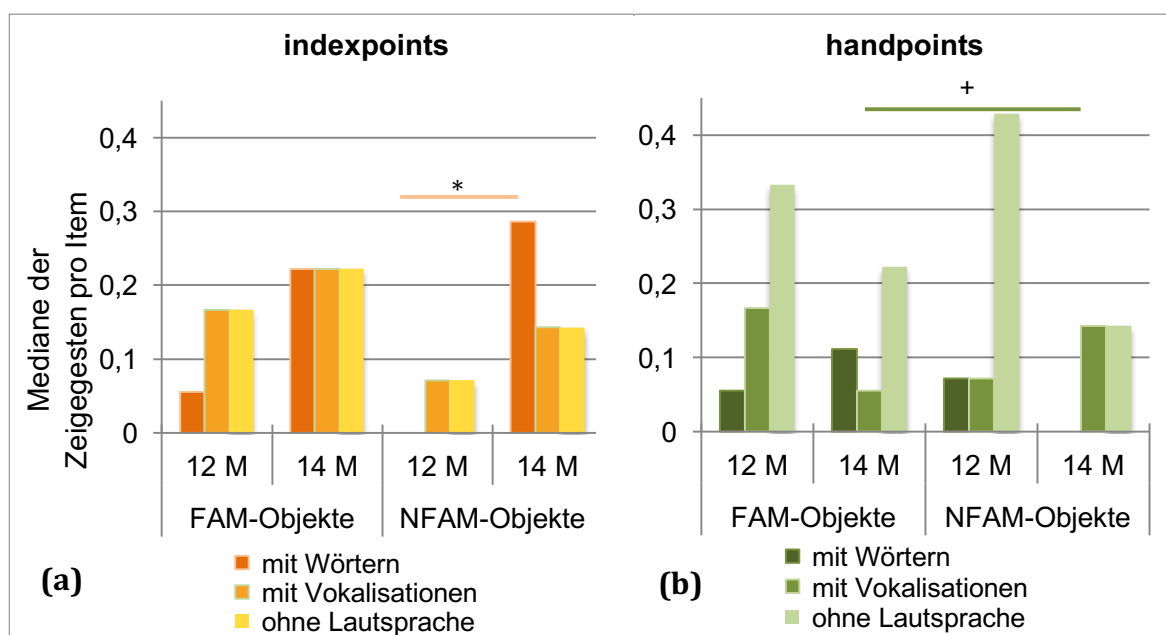 indexpoints
Mediane der
Zeigegesten pro Item
0,4
0,3
0,2
0,1
0
*
12 M 14 M 12 M 14 M
FAM-Objekte NFAM-Objekte
(a)
mit Wörtern
mit Vokalisationen
ohne Lautsprache
handpoints
+
0,4
0,3
0,2
0,1
0
12 M 14 M 12 M 14 M
FAM-Objekte NFAM-Objekte
(b)
mit Wörtern
mit Vokalisationen
ohne Lautsprache